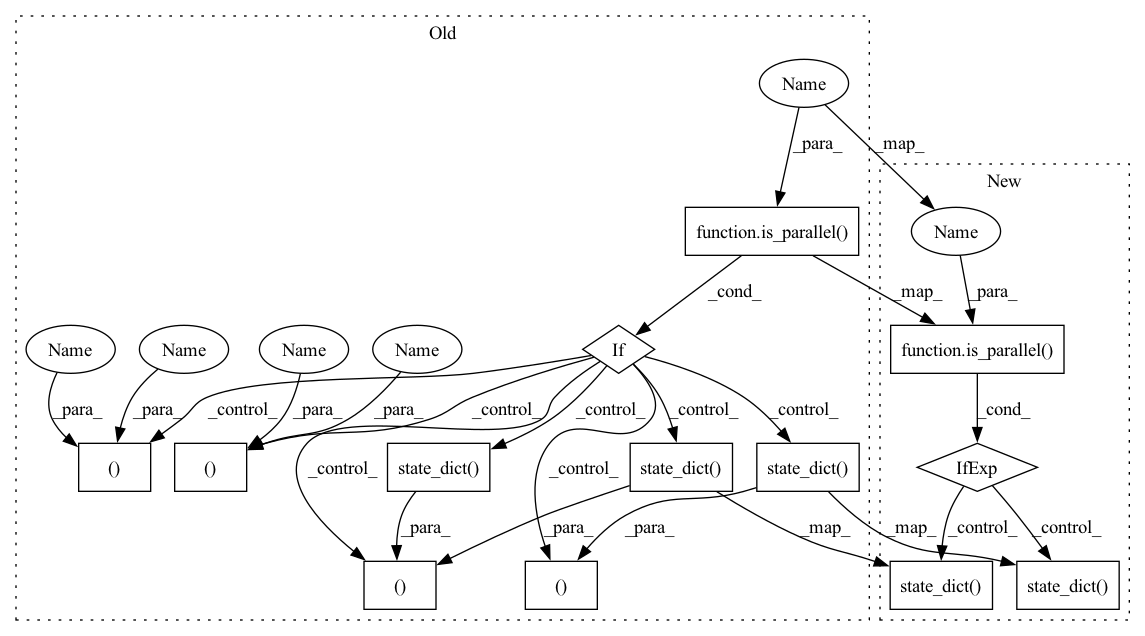 Old
Name
_para_
_map_
New
function.is_parallel()
Name
_cond_
_map_
_para_
Name
Name
Name
Name
If
function.is_parallel()
_para_
_para_
_control_
_para_
_para_
_control_
_control_
_control_
_control_
_cond_
()
()
state_dict()
state_dict()
state_dict()
IfExp
_control_
_para_
_control_
_para_
_para_
_map_
_map_
_control_
_control_
()
()
state_dict()
state_dict()